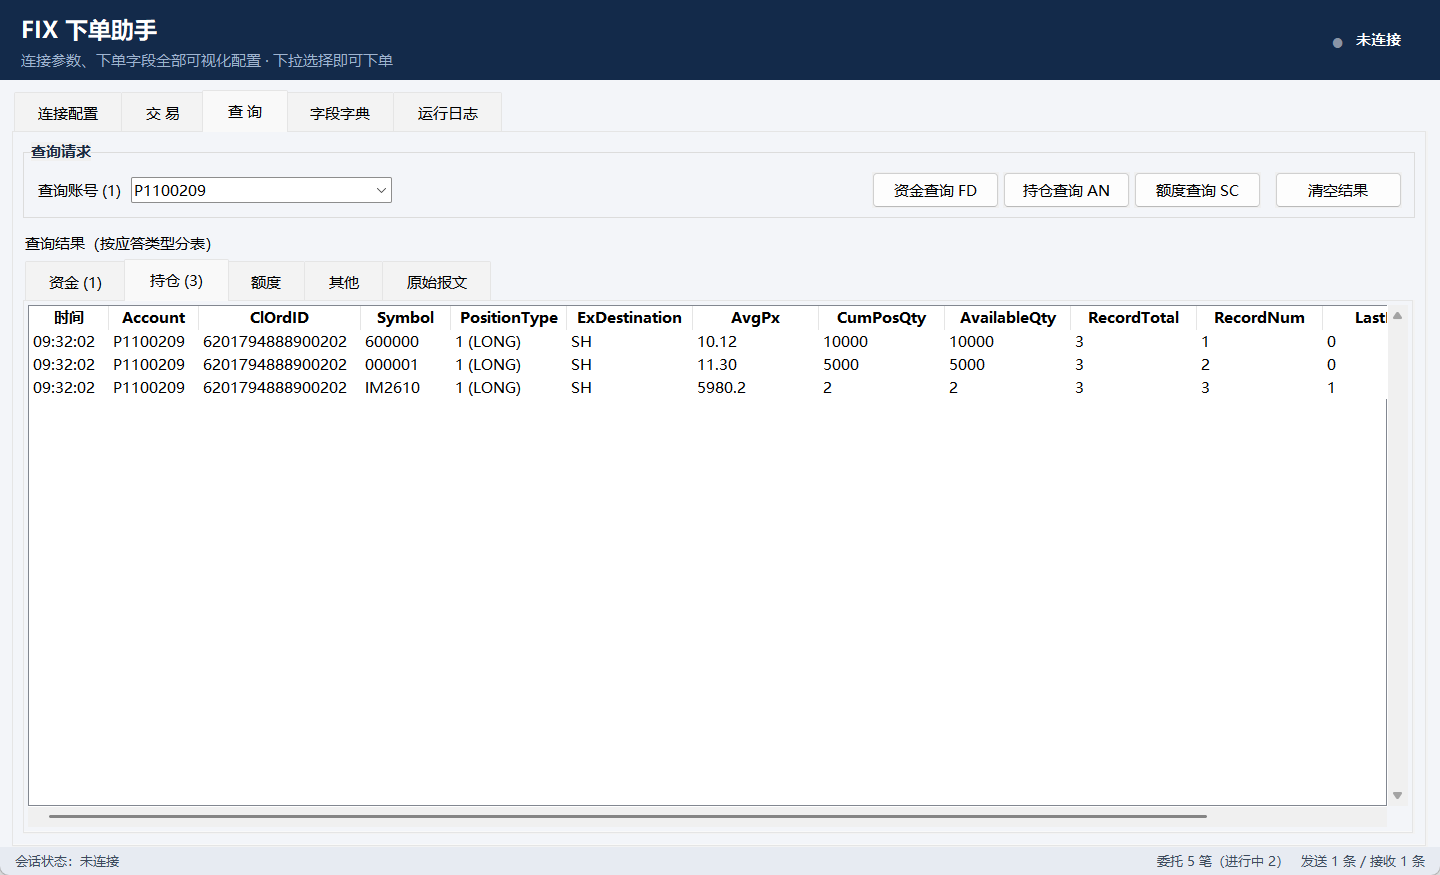 FIX 下单助手
连接参数、下单字段全部可视化配置 · 下拉选择即可下单
未连接
连接配置 交 易 查 询 字段字典 运行日志
查询请求
查询账号 (1) P1100209 资金查询 FD 持仓查询 AN 额度查询 SC 清空结果
查询结果（按应答类型分表）
资金 (1) 持仓 (3) 额度 其他 原始报文
时间 Account ClOrdID Symbol PositionType ExDestination AvgPx CumPosQty AvailableQty RecordTotal RecordNum Last
09:32:02 P1100209 6201794888900202 600000 1 (LONG) SH 10.12 10000 10000 3 1 0
09:32:02 P1100209 6201794888900202 000001 1 (LONG) SH 11.30 5000 5000 3 2 0
09:32:02 P1100209 6201794888900202 IM2610 1 (LONG) SH 5980.2 2 2 3 3 1
会话状态：未连接 委托 5 笔（进行中 2） 发送 1 条 / 接收 1 条